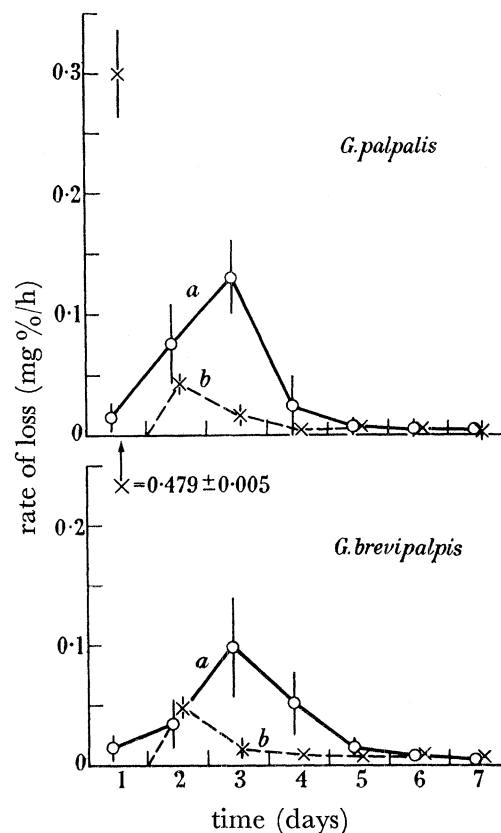 0·3
G. palpalis
0·2
a
0·1
b
0
rate of loss (mg %/h)
×=0·479±0·005
0·2
G. brevipalpis
0·1
a
b
0
1 2 3 4 5 6 7
time (days)